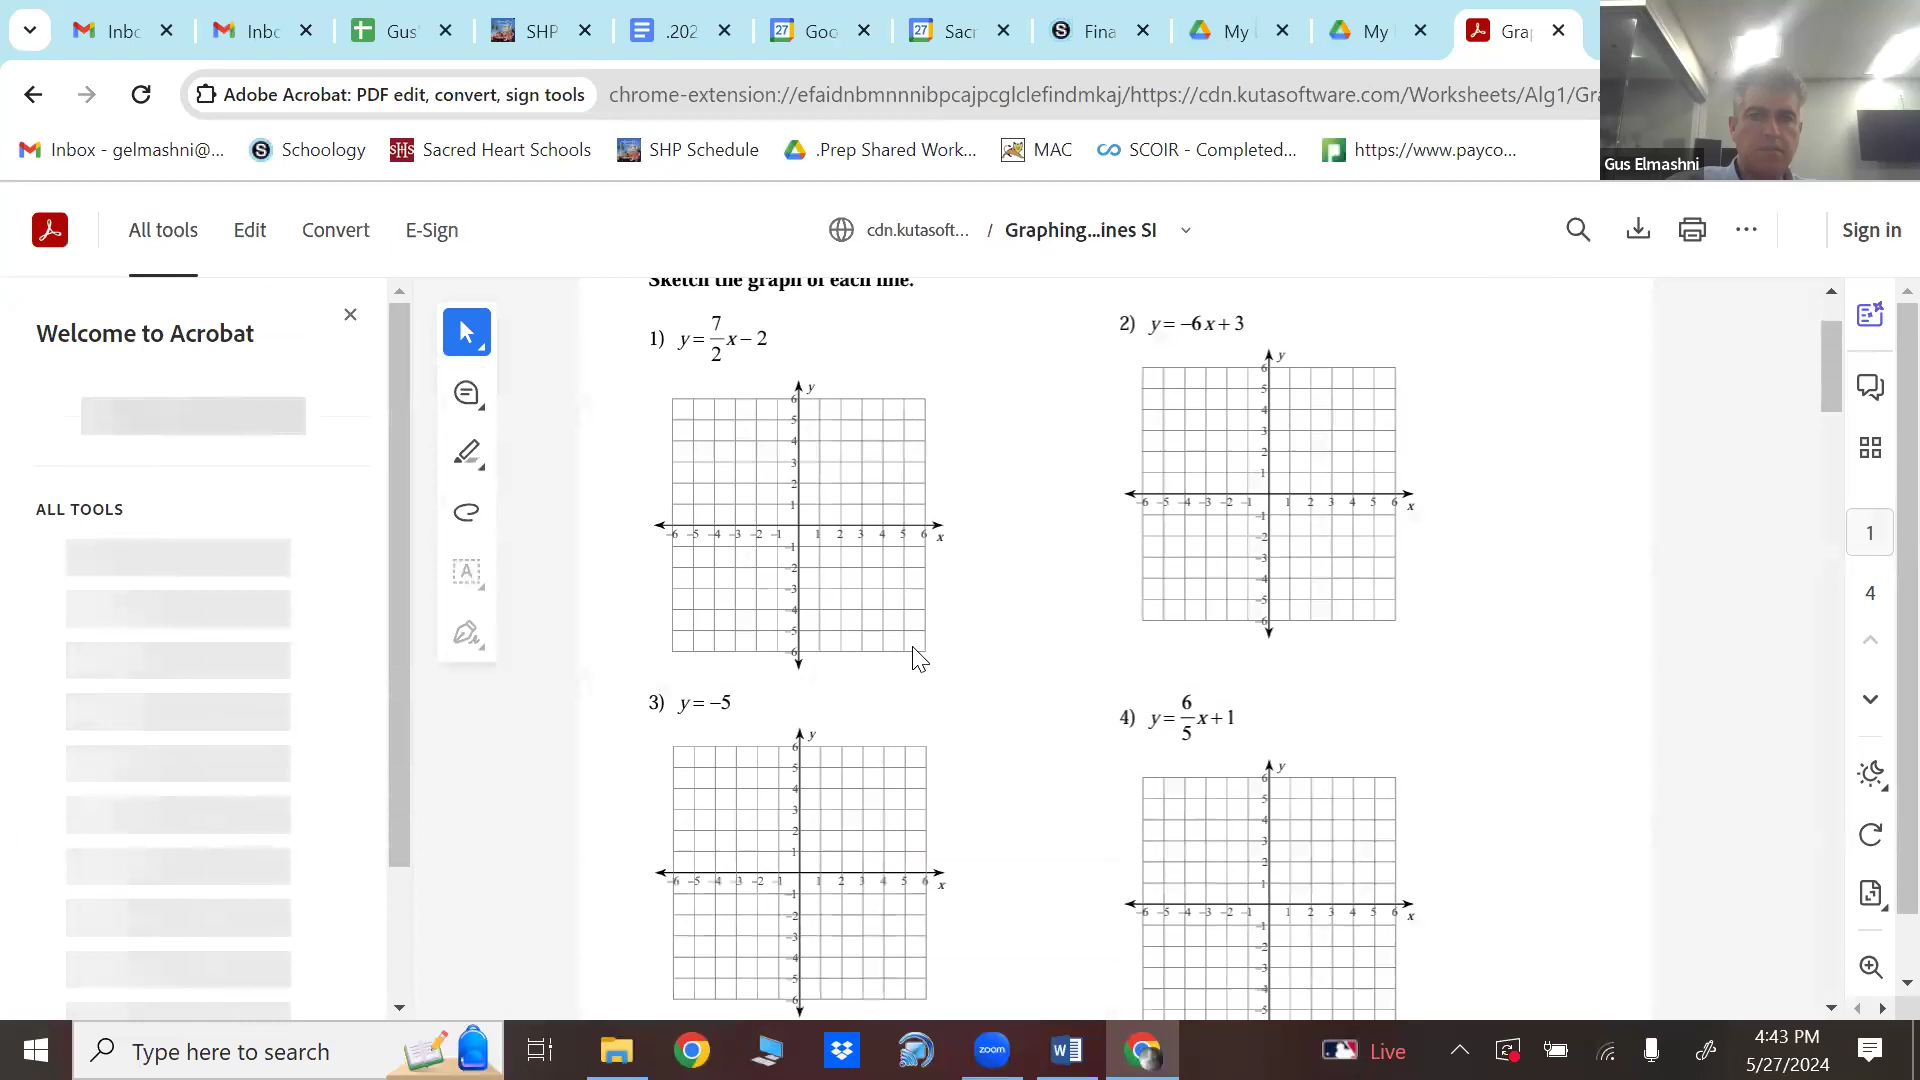 Inbo
Inbo
Gus'
SHP
.202
Goo
Sacr
Fina
My
My
Gra
Adobe Acrobat: PDF edit, convert, sign tools
chrome-extension://efaidnbmnnnibpcajpcglclefindmkaj/https://cdn.kutasoftware.com/Worksheets/Alg1/Gra
Inbox - gelmashni@...
Schoology
Sacred Heart Schools
SHP Schedule
.Prep Shared Work...
MAC
SCOIR - Completed...
https://www.payco...
Gus Elmashni
All tools
Edit
Convert
E-Sign
cdn.kutasoft... / Graphing...ines SI
Sign in
Welcome to Acrobat
ALL TOOLS
Sketch the graph of each line.
1) y = 7/2 x − 2
2) y = −6x + 3
3) y = −5
4) y = 6/5 x + 1
1
4
Type here to search
zoom
Live
4:43 PM
5/27/2024